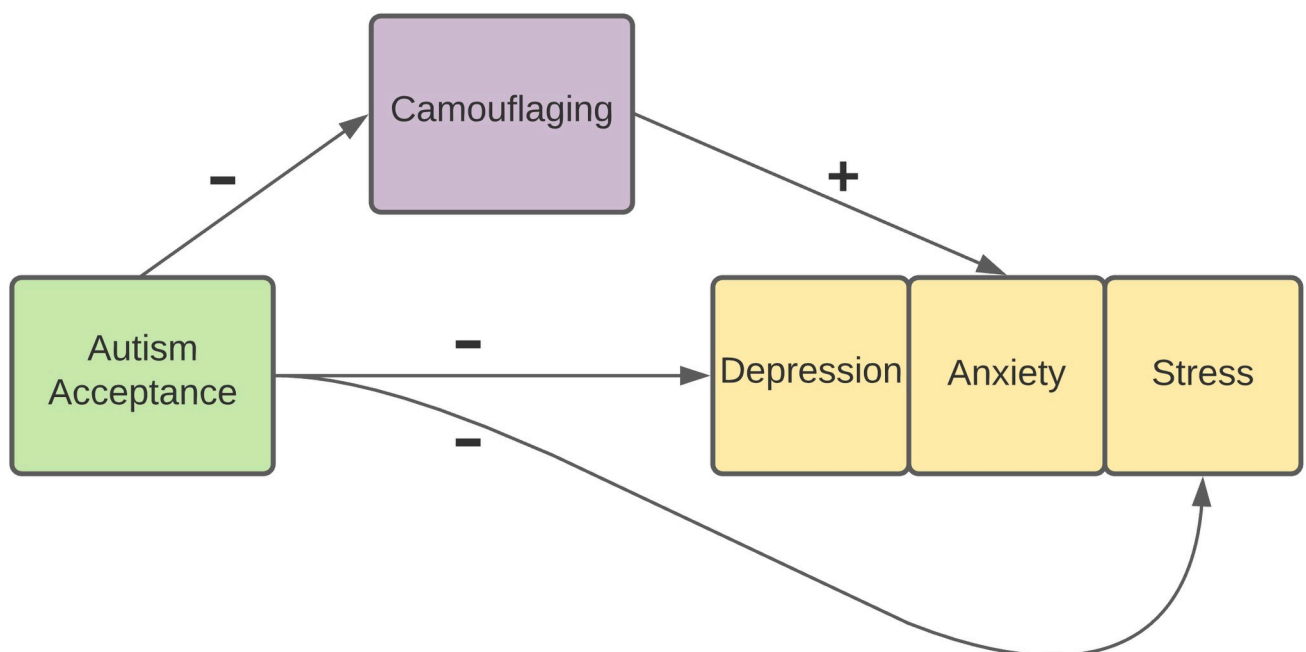 Camouflaging
-
+
Autism
Acceptance
-
-
Depression
Anxiety
Stress